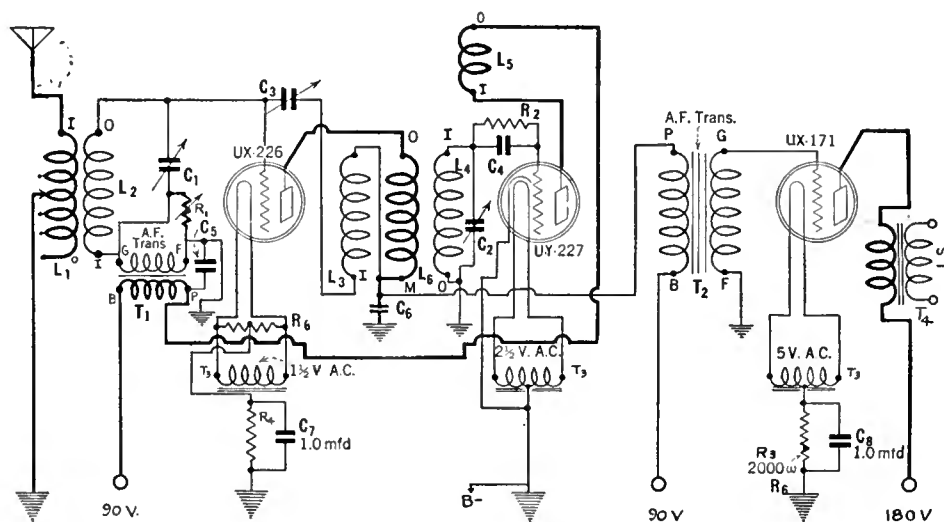 O
L5
I
C3
R2
A.F. Trans.
I
O
UX-226
O
I
P
G
UX-171
C4
L4
C1
L2
R1
A.F.
Trans
C5
C2
UY-227
G
F
L1
O
I
L3
I
L6
M
O
B
T2
F
B
T1
P
C6
S
T4
R6
2½ V. A.C.
5V. A.C.
T3
1½ V A.C.
T3
T3
R4
C7
1.0 mfd
R3
2000 ω
C8
1.0 mfd
R6
B-
90 V.
90 V
180 V